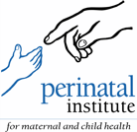 perinatal
institute
for maternal and child health